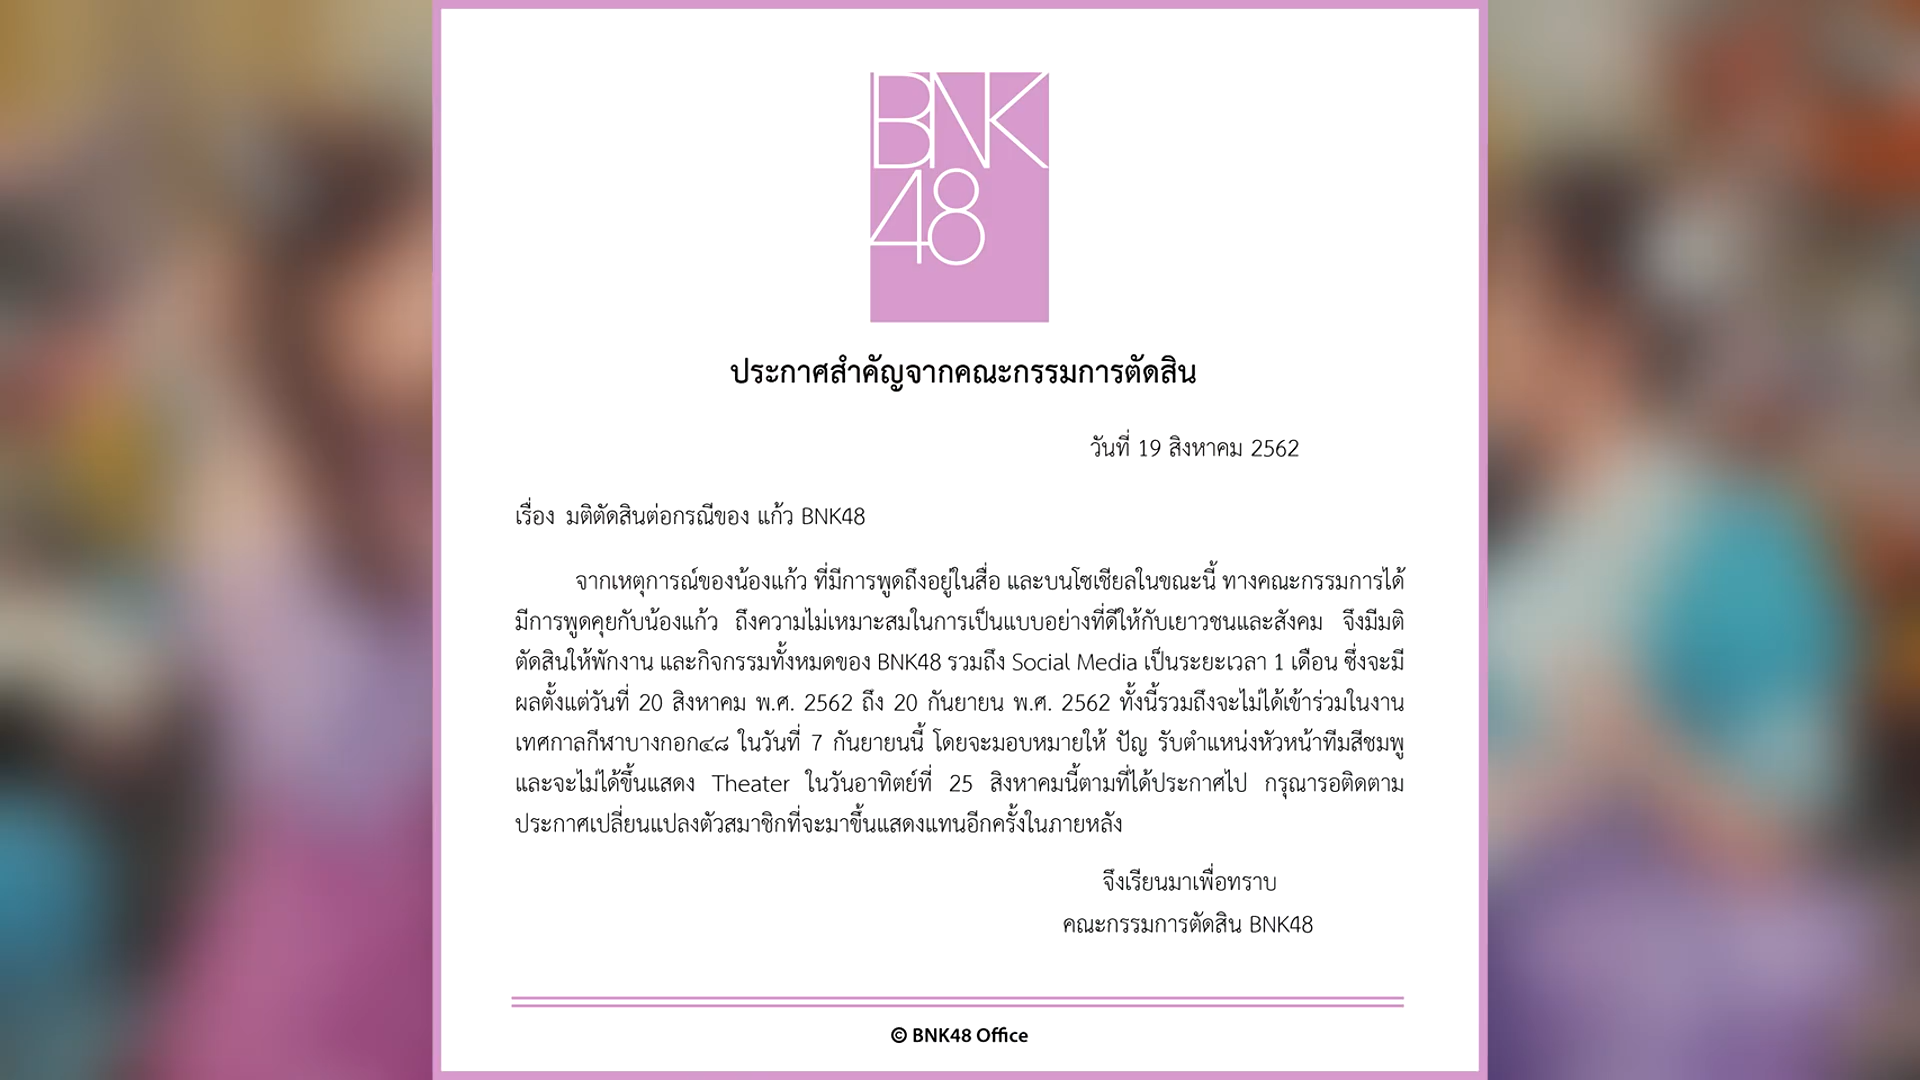 BNK
48
ประกาศสำคัญจากคณะกรรมการตัดสิน
วันที่ 19 สิงหาคม 2562
เรื่อง มติตัดสินต่อกรณีของ แก้ว BNK48
จากเหตุการณ์ของน้องแก้ว ที่มีการพูดถึงอยู่ในสื่อ และบนโซเชียลในขณะนี้ ทางคณะกรรมการได้
มีการพูดคุยกับน้องแก้ว ถึงความไม่เหมาะสมในการเป็นแบบอย่างที่ดีให้กับเยาวชนและสังคม จึงมีมติ
ตัดสินให้พักงาน และกิจกรรมทั้งหมดของ BNK48 รวมถึง Social Media เป็นระยะเวลา 1 เดือน ซึ่งจะมี
ผลตั้งแต่วันที่ 20 สิงหาคม พ.ศ. 2562 ถึง 20 กันยายน พ.ศ. 2562 ทั้งนี้รวมถึงจะไม่ได้เข้าร่วมในงาน
เทศกาลกีฬาบางกอก๔๘ ในวันที่ 7 กันยายนนี้ โดยจะมอบหมายให้ ปัญ รับตำแหน่งหัวหน้าทีมสีชมพู
และจะไม่ได้ขึ้นแสดง Theater ในวันอาทิตย์ที่ 25 สิงหาคมนี้ตามที่ได้ประกาศไป กรุณารอติดตาม
ประกาศเปลี่ยนแปลงตัวสมาชิกที่จะมาขึ้นแสดงแทนอีกครั้งในภายหลัง
จึงเรียนมาเพื่อทราบ
คณะกรรมการตัดสิน BNK48
© BNK48 Office